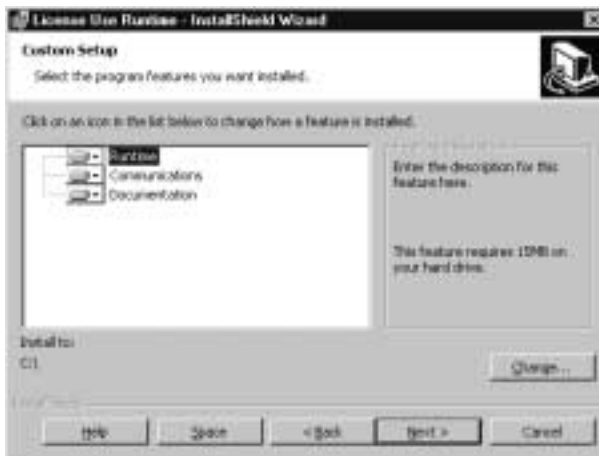 License Use Runtime - InstallShield Wizard
Custom Setup
Select the program features you want installed.
Click on an icon in the list below to change how a feature is installed.
Runtime
Communications
Documentation
Enter the description for this
feature here.
This feature requires 15MB on
your hard drive.
Install to:
C:\
Change...
Help
Space
< Back
Next >
Cancel